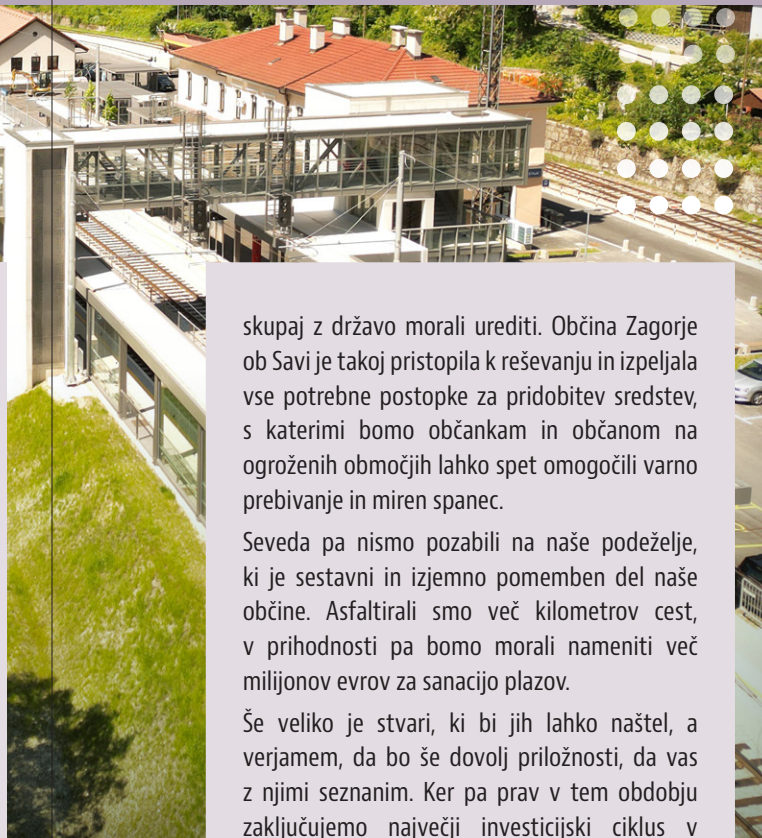 skupaj z državo morali urediti. Občina Zagorje
ob Savi je takoj pristopila k reševanju in izpeljala
vse potrebne postopke za pridobitev sredstev,
s katerimi bomo občankam in občanom na
ogroženih območjih lahko spet omogočili varno
prebivanje in miren spanec.
Seveda pa nismo pozabili na naše podeželje,
ki je sestavni in izjemno pomemben del naše
občine. Asfaltirali smo več kilometrov cest,
v prihodnosti pa bomo morali nameniti več
milijonov evrov za sanacijo plazov.
Še veliko je stvari, ki bi jih lahko naštel, a
verjamem, da bo še dovolj priložnosti, da vas
z njimi seznanim. Ker pa prav v tem obdobju
zaključujemo največji investicijski ciklus v